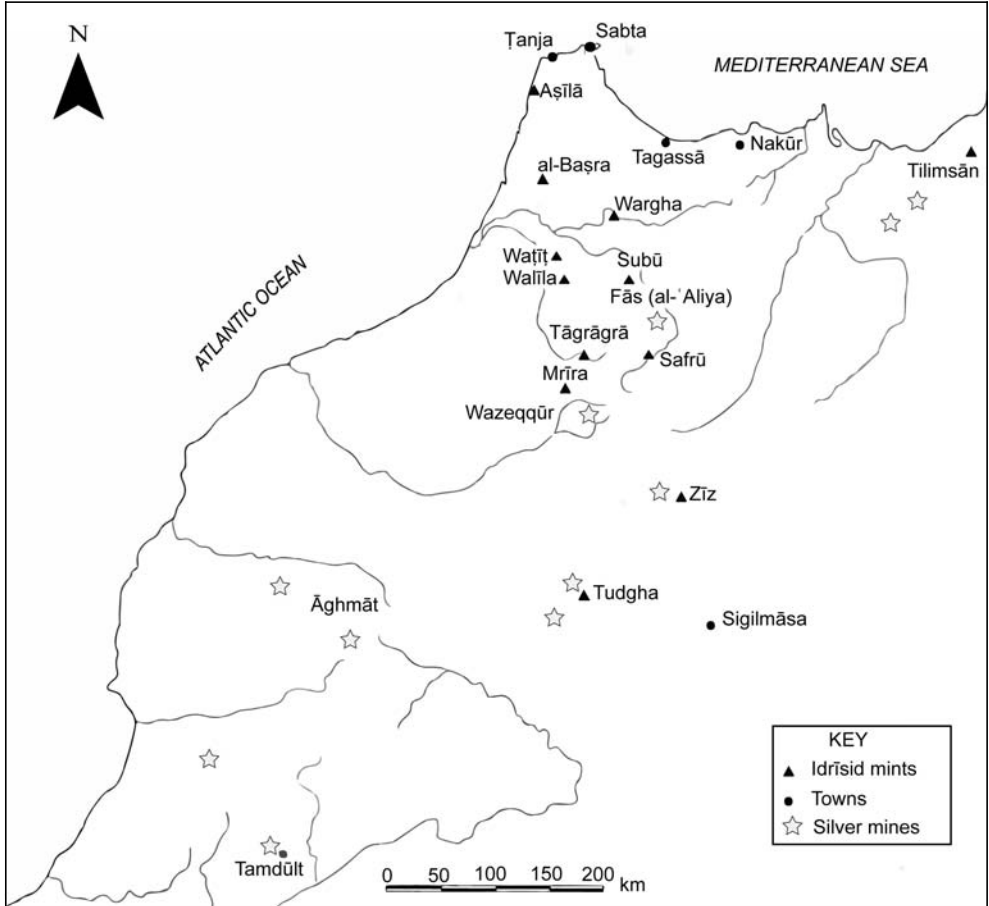 N
Ṭanja
Sabta
MEDITERRANEAN SEA
Aṣīlā
Tagassā
Nakūr
Tilimsān
al-Baṣra
Wargha
Waṭīṭ
Walīla
Subū
Fās (al-ʿAliya)
ATLANTIC OCEAN
Tāgrāgrā
Safrū
Mrīra
Wazeqqūr
Zīz
Tudgha
Āghmāt
Sigilmāsa
KEY
Idrīsid mints
Towns
Silver mines
Tamdūlt
0 50 100 150 200 km